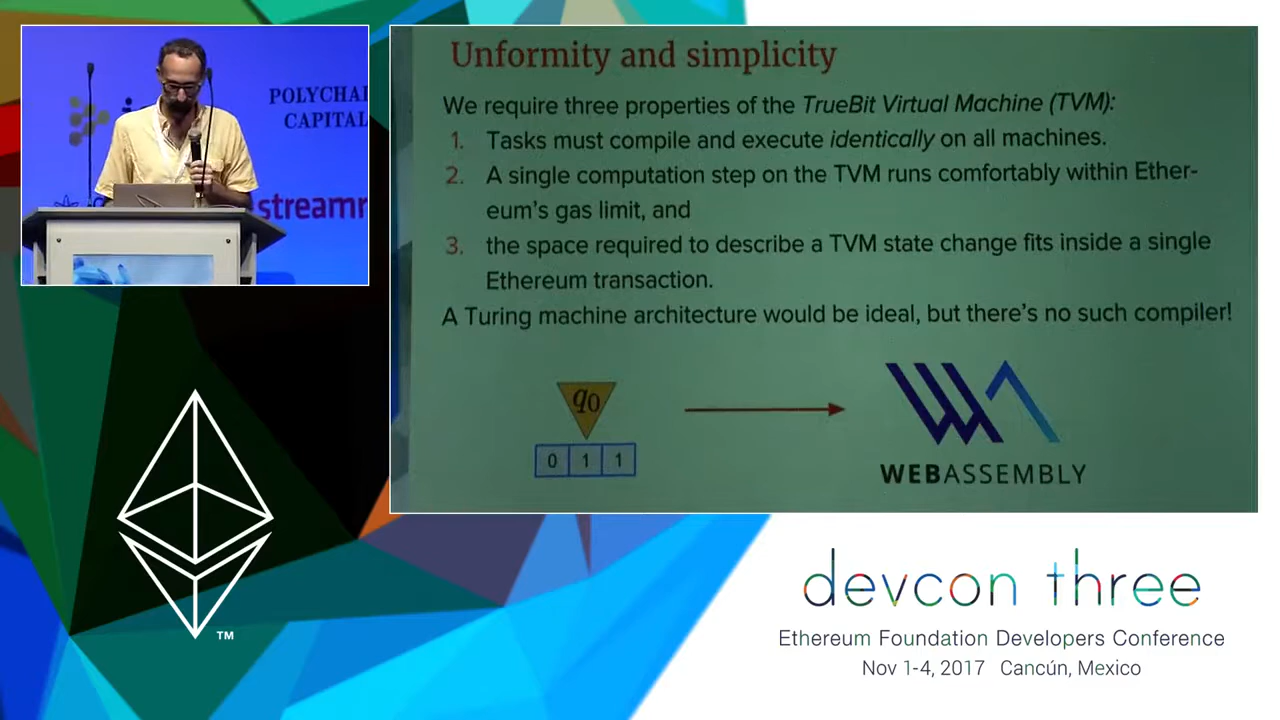 POLYCHAI
CAPITAL
streamr
Unformity and simplicity
We require three properties of the TrueBit Virtual Machine (TVM):
1. Tasks must compile and execute identically on all machines.
2. A single computation step on the TVM runs comfortably within Ether-
eum's gas limit, and
3. the space required to describe a TVM state change fits inside a single
Ethereum transaction.
A Turing machine architecture would be ideal, but there's no such compiler!
q0
0 1 1
WEBASSEMBLY
TM
devcon three
Ethereum Foundation Developers Conference
Nov 1-4, 2017 Cancún, Mexico